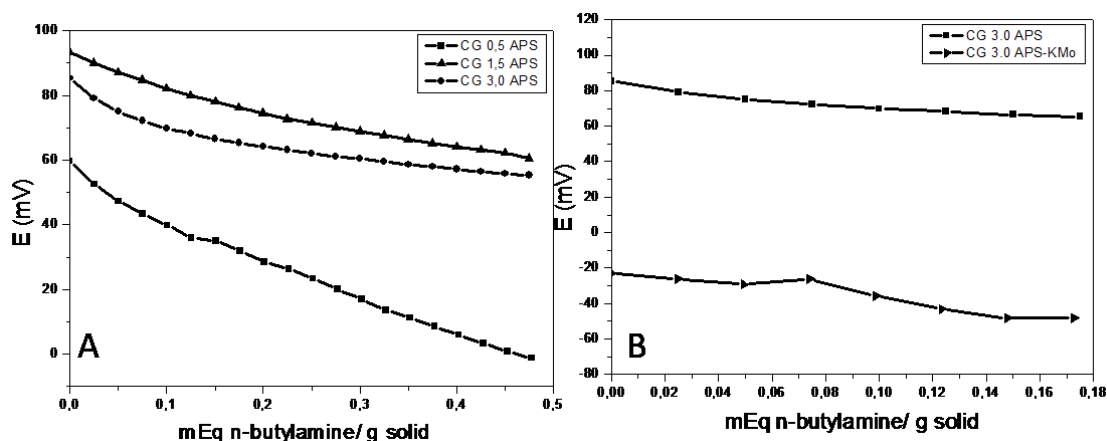 100
80
60
40
20
0
E (mV)
CG 0,5 APS
CG 1,5 APS
CG 3,0 APS
A
0,0 0,1 0,2 0,3 0,4 0,5
mEq n-butylamine/ g solid
120
100
80
60
40
20
0
-20
-40
-60
-80
E (mV)
CG 3.0 APS
CG 3.0 APS-KMo
B
0,00 0,02 0,04 0,06 0,08 0,10 0,12 0,14 0,16 0,18
mEq n-butylamine/ g solid